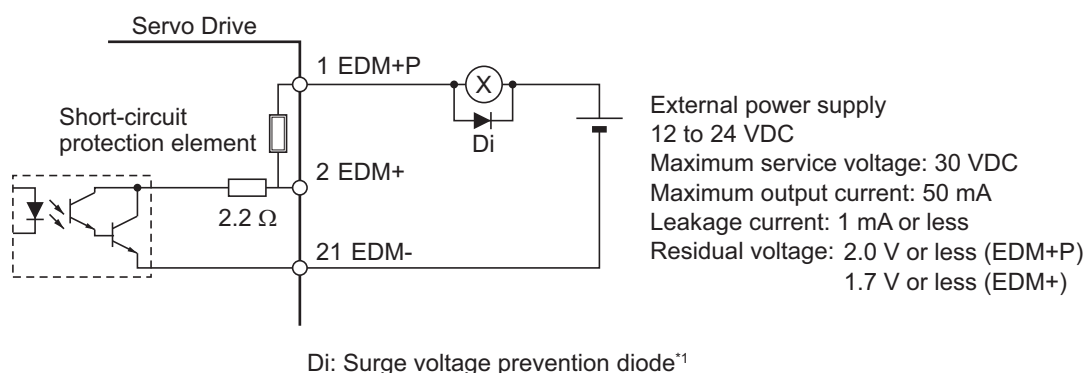 Servo Drive
1 EDM+P
X
Di
Short-circuit
protection element
2 EDM+
2.2 Ω
21 EDM-
External power supply
12 to 24 VDC
Maximum service voltage: 30 VDC
Maximum output current: 50 mA
Leakage current: 1 mA or less
Residual voltage: 2.0 V or less (EDM+P)
1.7 V or less (EDM+)
Di: Surge voltage prevention diode*1